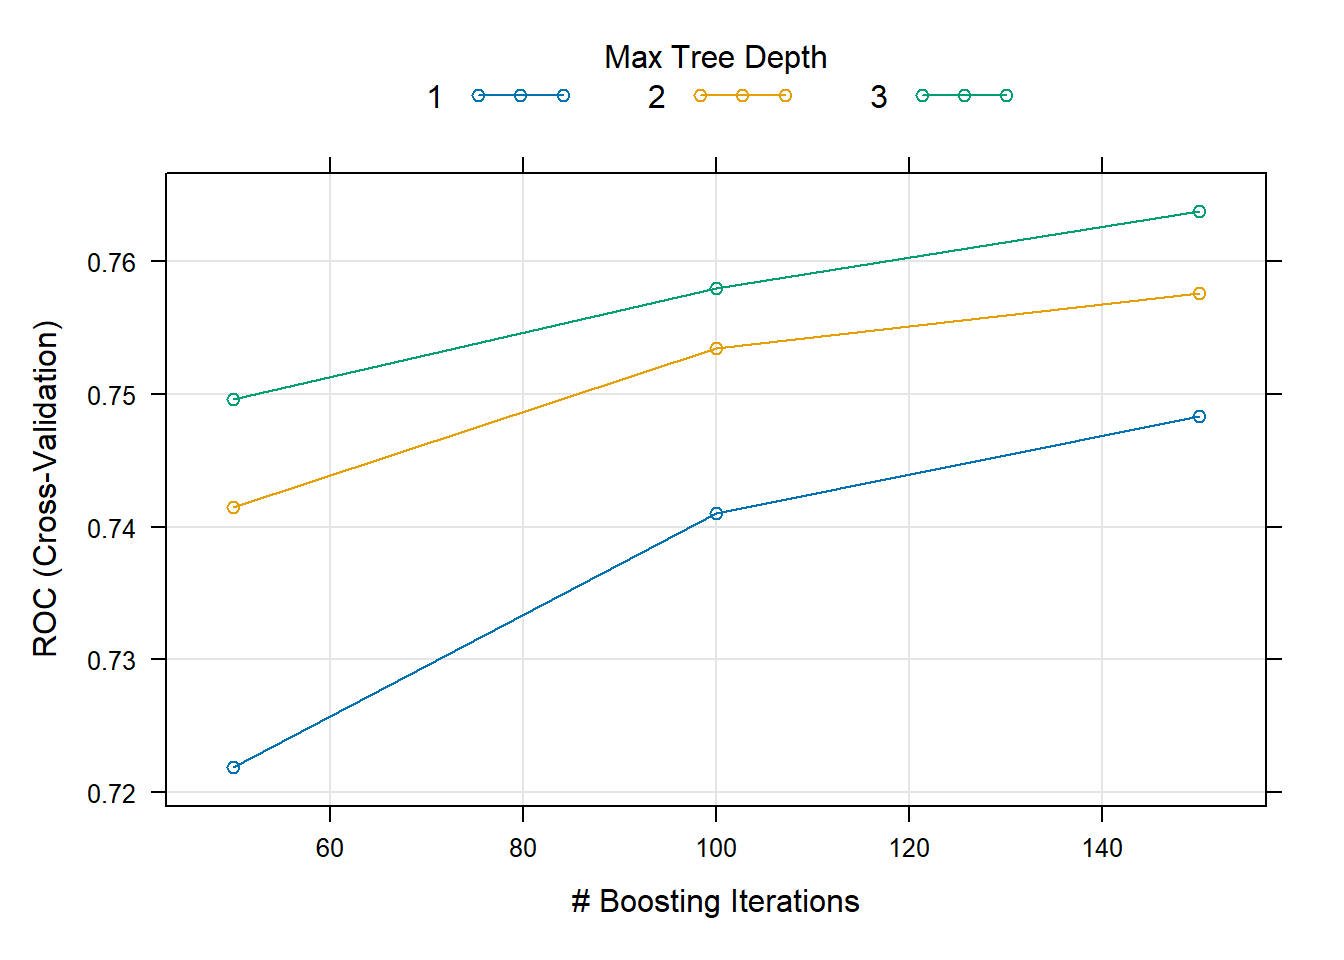 Max Tree Depth
1 2 3
0.76
0.75
0.74
0.73
0.72
ROC (Cross-Validation)
60 80 100 120 140
# Boosting Iterations